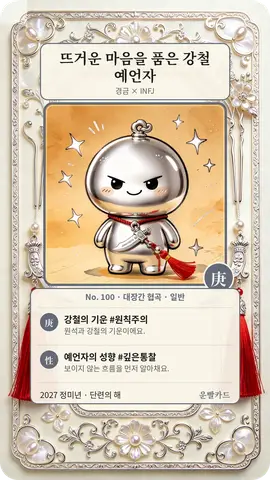 뜨거운 마음을 품은 강철
예언자
경금 × INFJ
庚
No. 100 · 대장간 협곡 · 일반
庚
강철의 기운 #원칙주의
원석과 강철의 기운이에요.
性
예언자의 성향 #깊은통찰
보이지 않는 흐름을 먼저 알아채요.
2027 정미년 · 단련의 해
운빨카드